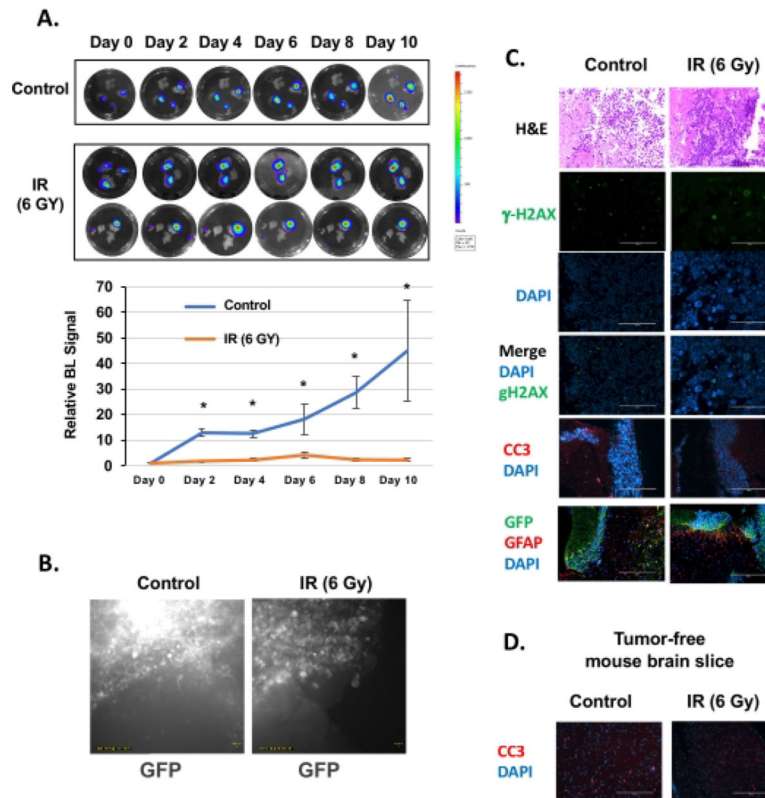 A.
Day 0 Day 2 Day 4 Day 6 Day 8 Day 10
Control
IR
(6 GY)
70
60
50
40
30
20
10
0
Relative BL Signal
Control
IR (6 GY)
* * * * *
Day 0 Day 2 Day 4 Day 6 Day 8 Day 10
B.
Control IR (6 Gy)
GFP GFP
C.
Control IR (6 Gy)
H&E
γ-H2AX
DAPI
Merge
DAPI
gH2AX
CC3
DAPI
GFP
GFAP
DAPI
D.
Tumor-free
mouse brain slice
Control IR (6 Gy)
CC3
DAPI